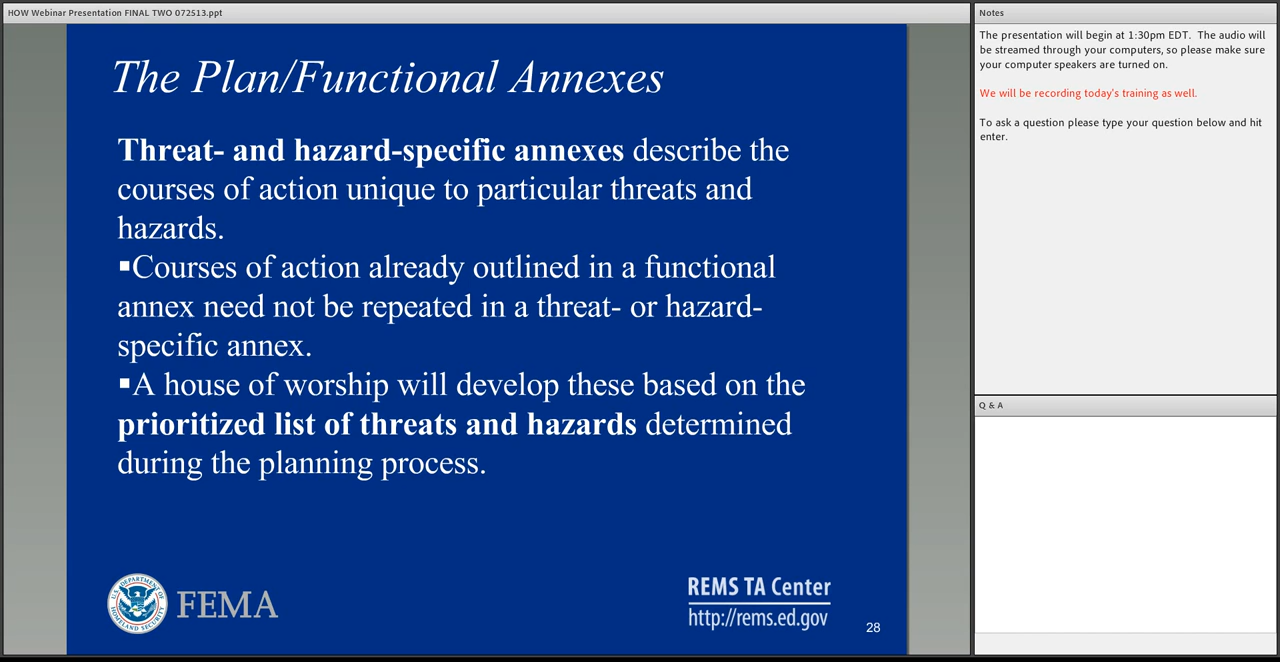 HOW Webinar Presentation FINAL TWO 072513.ppt
The Plan/Functional Annexes
Threat- and hazard-specific annexes describe the
courses of action unique to particular threats and
hazards.
▪Courses of action already outlined in a functional
annex need not be repeated in a threat- or hazard-
specific annex.
▪A house of worship will develop these based on the
prioritized list of threats and hazards determined
during the planning process.
U.S. DEPARTMENT OF HOMELAND SECURITY
FEMA
REMS TA Center
http://rems.ed.gov
28
Notes
The presentation will begin at 1:30pm EDT.  The audio will
be streamed through your computers, so please make sure
your computer speakers are turned on.
We will be recording today's training as well.
To ask a question please type your question below and hit
enter.
Q & A